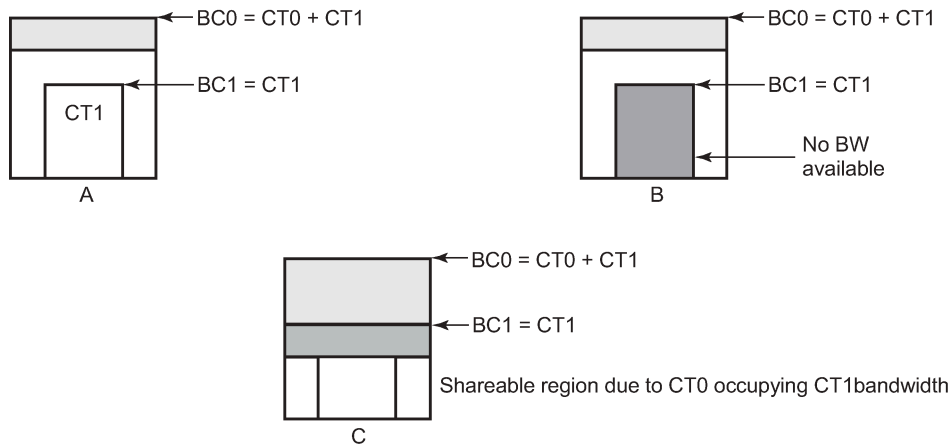 BC0 = CT0 + CT1
BC1 = CT1
CT1
A
BC0 = CT0 + CT1
BC1 = CT1
No BW
available
B
BC0 = CT0 + CT1
BC1 = CT1
Shareable region due to CT0 occupying CT1bandwidth
C